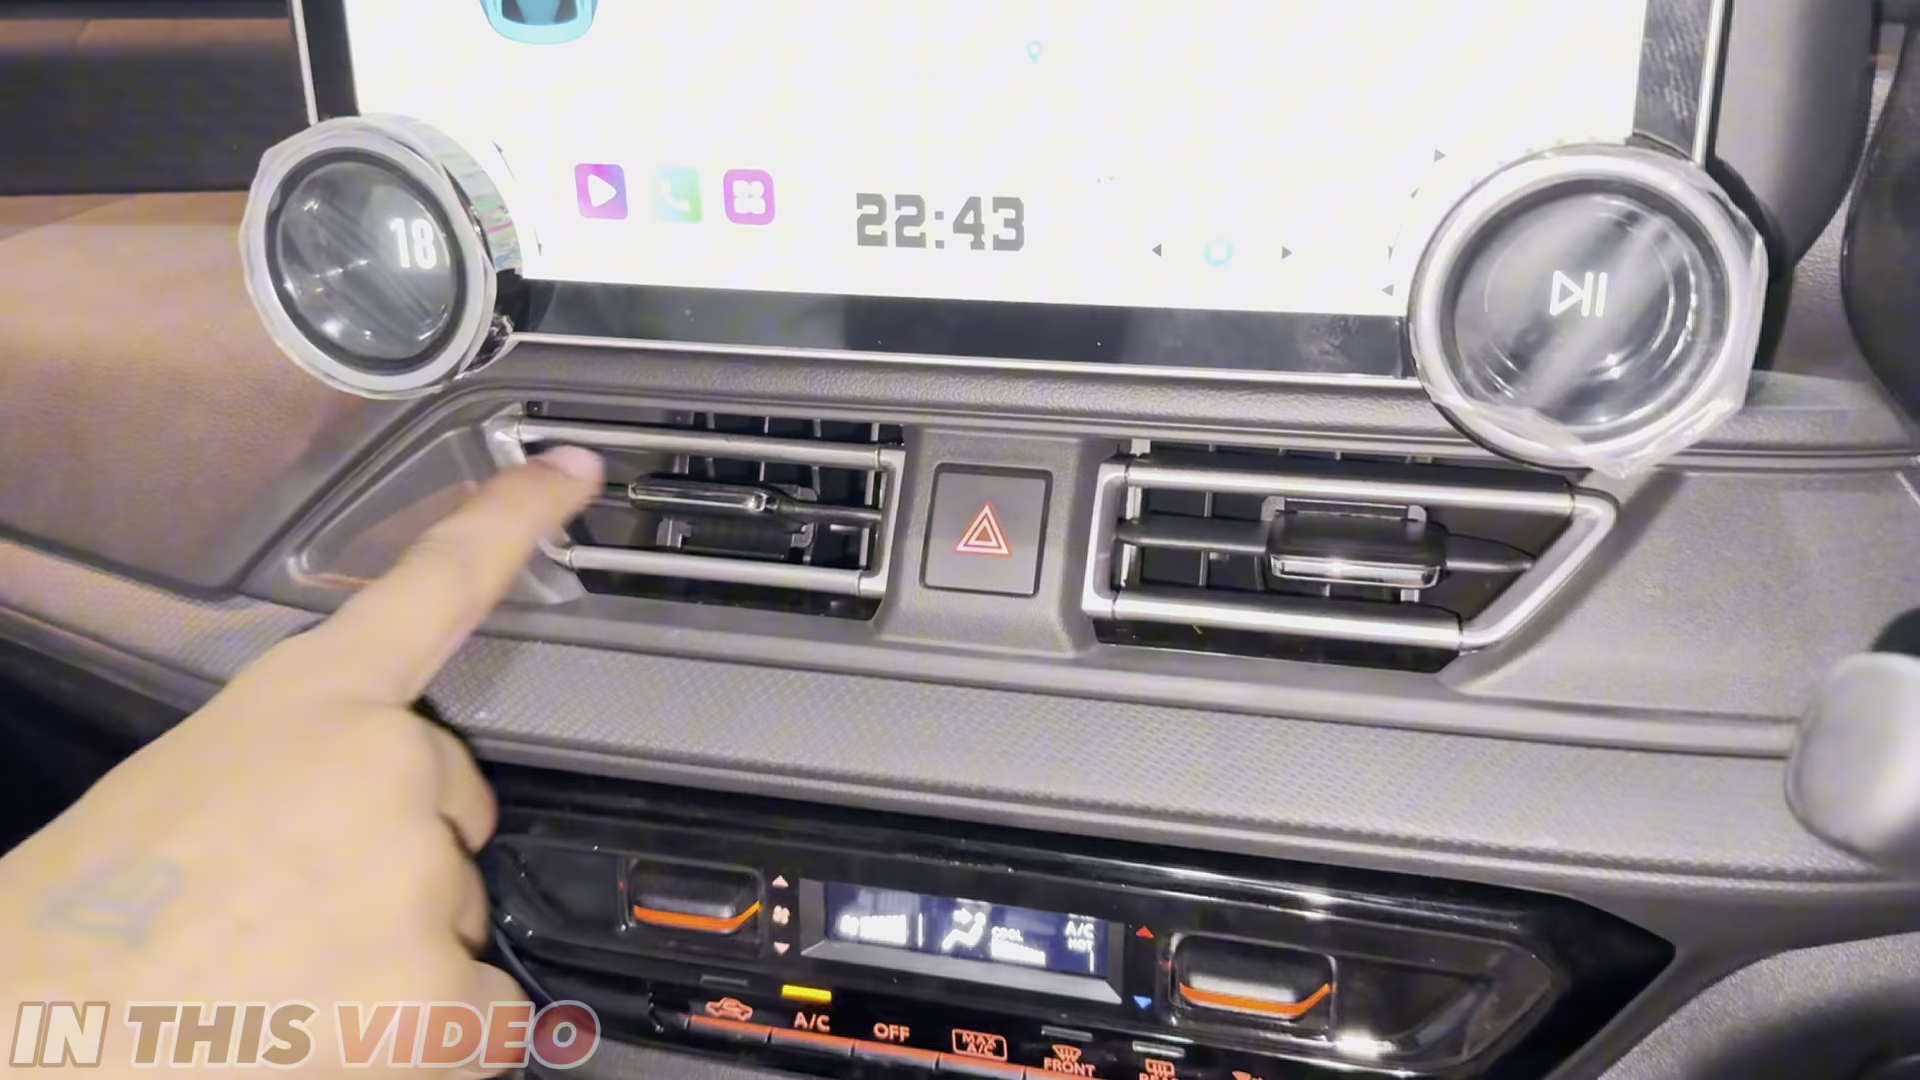 22:43
18
COOL
A/C
HOT
A/C
OFF
MAX
A/C
FRONT
IN THIS VIDEO